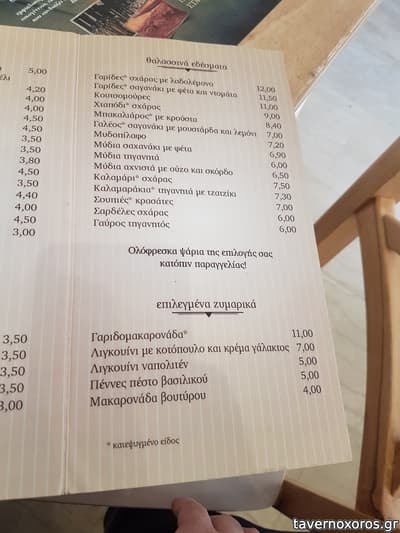 5,00
4,20
4,00
4,00
4,50
4,50
3,50
3,50
3,80
4,50
3,50
4,40
4,00
4,50
3,00
3,50
3,50
3,50
3,50
3,00
θαλασσινά εδέσματα
Γαρίδες* σχάρας με λαδολέμονο 12,00
Γαρίδες* σαγανάκι με φέτα και ντομάτα 11,50
Κουτσομούρες 11,00
Χταπόδι* σχάρας 9,00
Μπακαλιάρος* με κρούστα 8,40
Γαλέος* σαγανάκι με μουστάρδα και λεμόνι 7,00
Μυδοπίλαφο 7,20
Μύδια σαγανάκι με φέτα 6,90
Μύδια τηγανητά 6,00
Μύδια αχνιστά με ούζο και σκόρδο 6,50
Καλαμάρι* σχάρας 7,50
Καλαμαράκια* τηγανητά με τζατζίκι 7,30
Σουπιές* κρασάτες 7,00
Σαρδέλες σχάρας 6,00
Γαύρος τηγανητός 6,00
Ολόφρεσκα ψάρια της επιλογής σας
κατόπιν παραγγελίας!
επιλεγμένα ζυμαρικά
Γαριδομακαρονάδα* 11,00
Λιγκουίνι με κοτόπουλο και κρέμα γάλακτος 7,00
Λιγκουίνι ναπολιτέν 5,00
Πέννες πέστο βασιλικού 5,00
Μακαρονάδα βουτύρου 4,00
* κατεψυγμένο είδος
tavernoxoros.gr